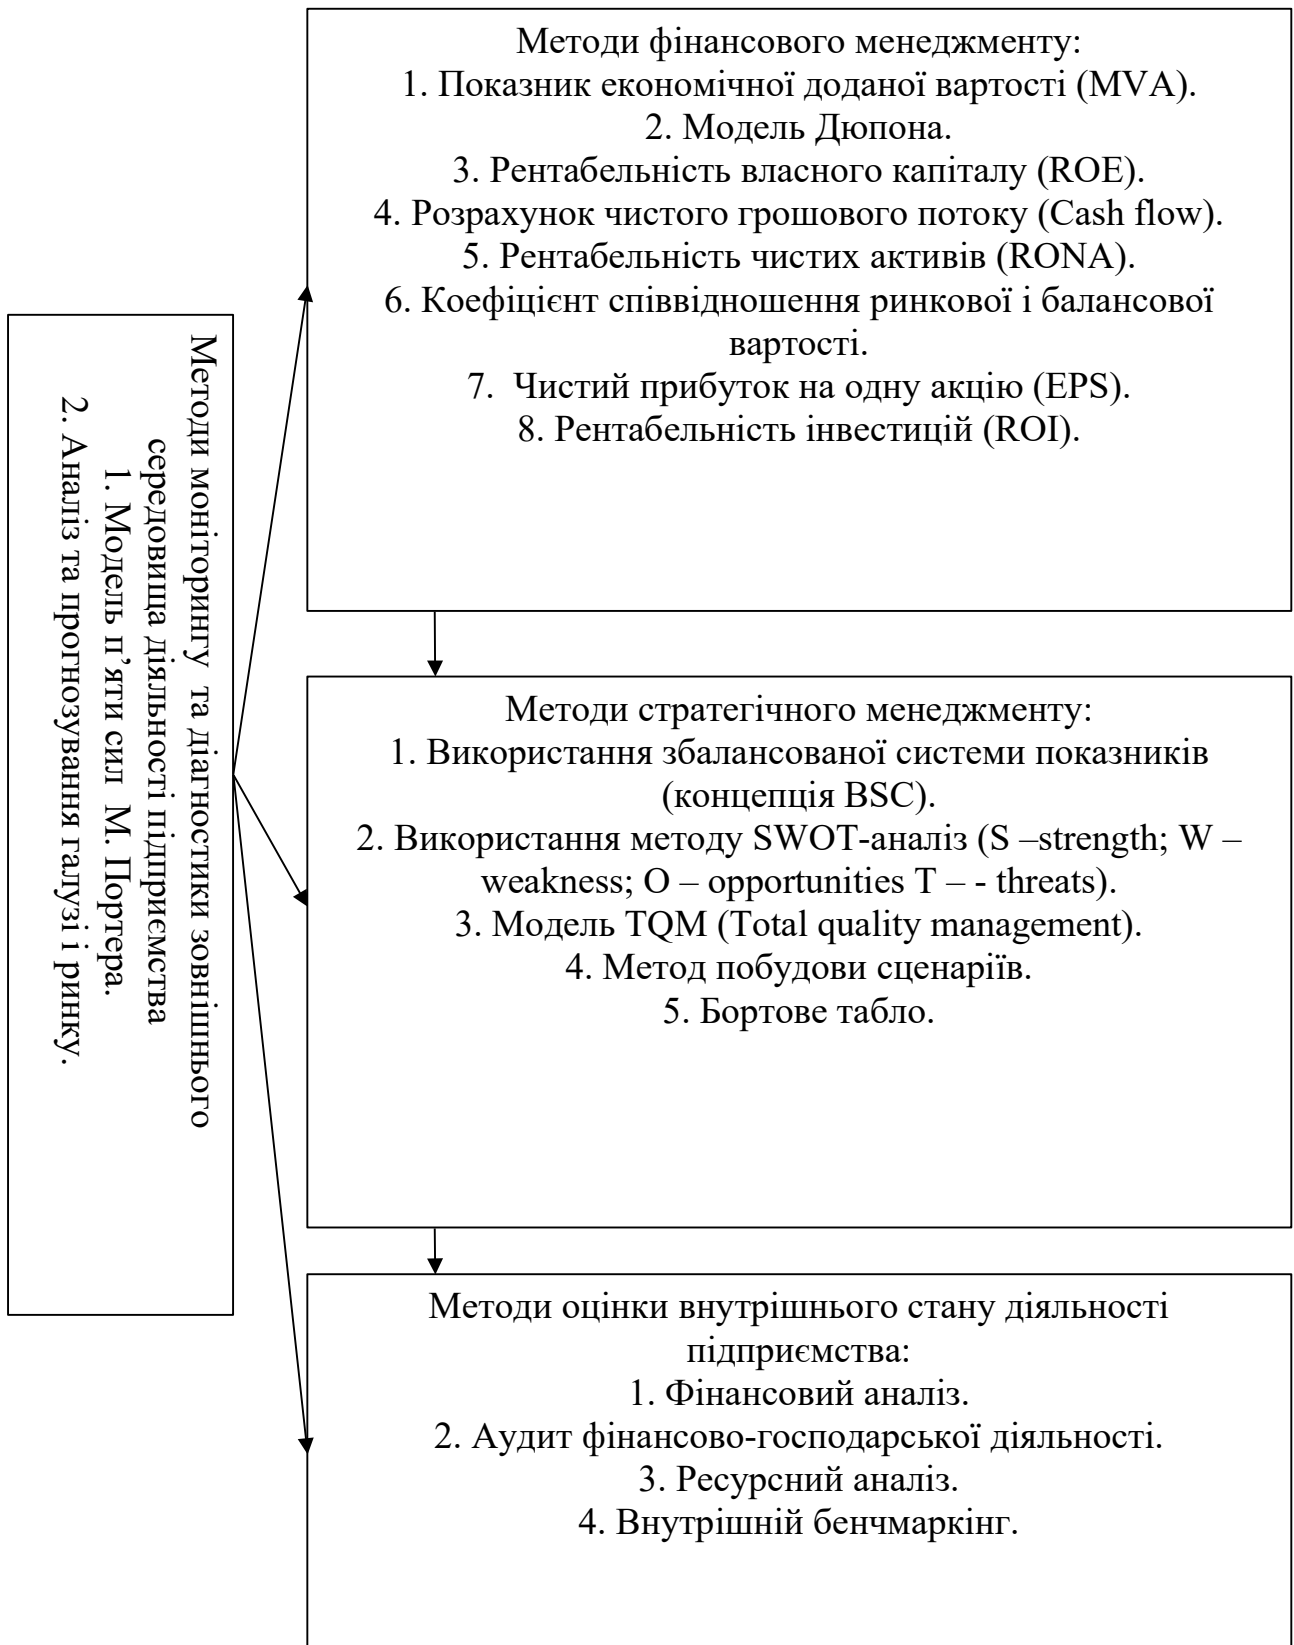 Методи моніторингу та діагностики зовнішнього
середовища діяльності підприємства
1. Модель п’яти сил М. Портера.
2. Аналіз та прогнозування галузі і ринку.
Методи фінансового менеджменту:
1. Показник економічної доданої вартості (MVA).
2. Модель Дюпона.
3. Рентабельність власного капіталу (ROE).
4. Розрахунок чистого грошового потоку (Cash flow).
5. Рентабельність чистих активів (RONA).
6. Коефіцієнт співвідношення ринкової і балансової
вартості.
7. Чистий прибуток на одну акцію (EPS).
8. Рентабельність інвестицій (ROI).
Методи стратегічного менеджменту:
1. Використання збалансованої системи показників
(концепція BSC).
2. Використання методу SWOT-аналіз (S –strength; W –
weakness; O – opportunities T – - threats).
3. Модель TQM (Total quality management).
4. Метод побудови сценаріїв.
5. Бортове табло.
Методи оцінки внутрішнього стану діяльності
підприємства:
1. Фінансовий аналіз.
2. Аудит фінансово-господарської діяльності.
3. Ресурсний аналіз.
4. Внутрішній бенчмаркінг.